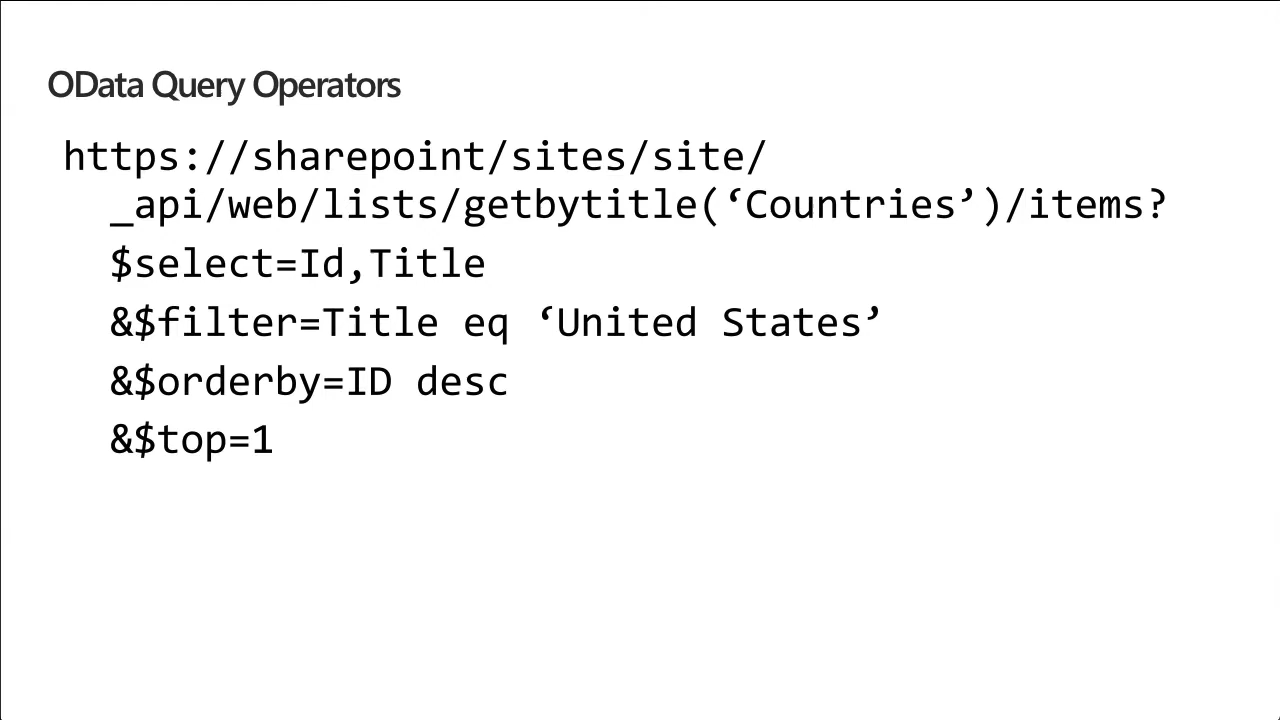 OData Query Operators
https://sharepoint/sites/site/
_api/web/lists/getbytitle(‘Countries’)/items?
$select=Id,Title
&$filter=Title eq ‘United States’
&$orderby=ID desc
&$top=1